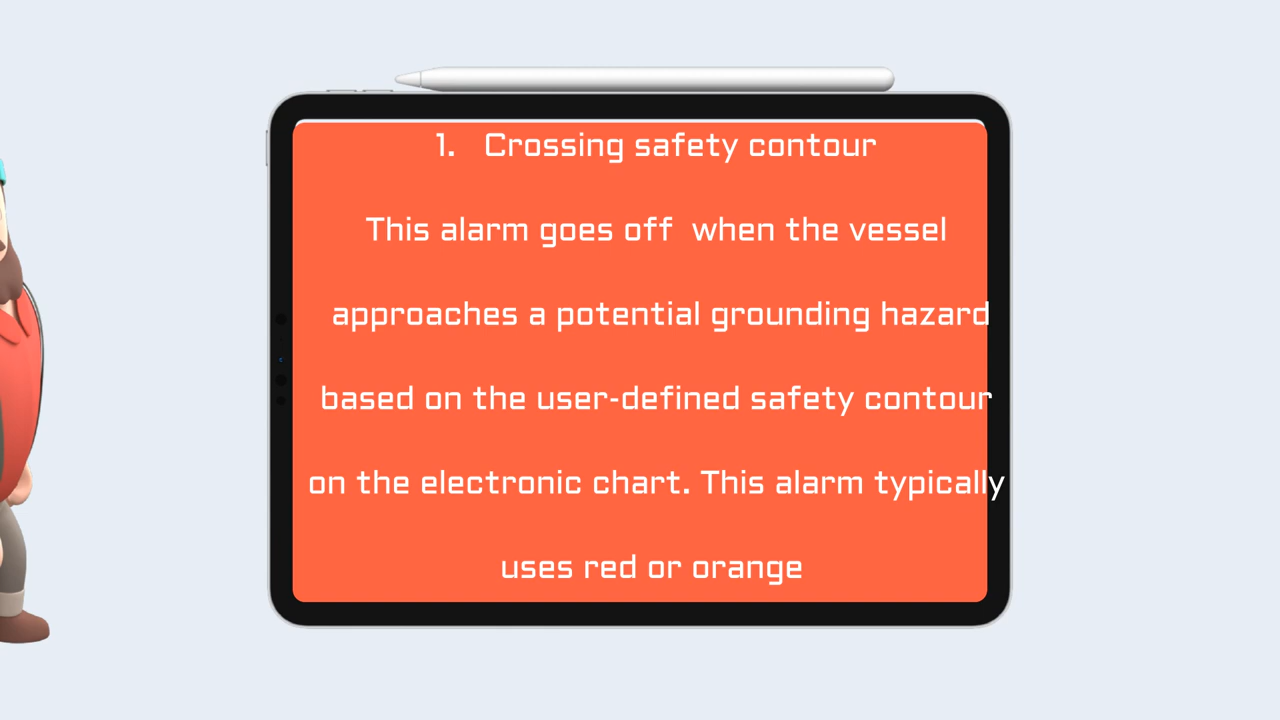 1. Crossing safety contour
This alarm goes off when the vessel
approaches a potential grounding hazard
based on the user-defined safety contour
on the electronic chart. This alarm typically
uses red or orange